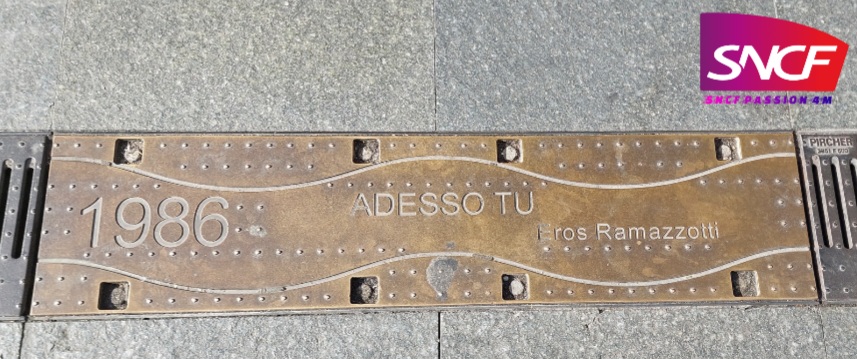 SNCF
SNCF PASSION 4M
PIRCHER
1986
ADESSO TU
Eros Ramazzotti